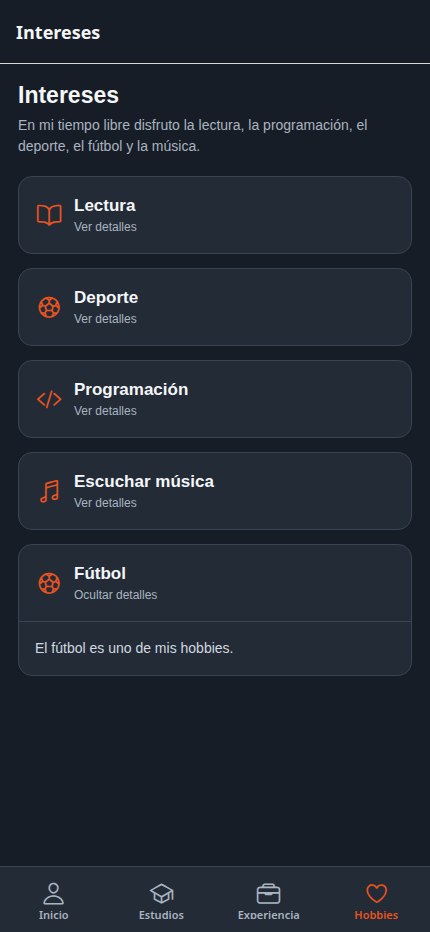 Intereses
Intereses
En mi tiempo libre disfruto la lectura, la programación, el
deporte, el fútbol y la música.
Lectura
Ver detalles
Deporte
Ver detalles
Programación
Ver detalles
Escuchar música
Ver detalles
Fútbol
Ocultar detalles
El fútbol es uno de mis hobbies.
Inicio
Estudios
Experiencia
Hobbies